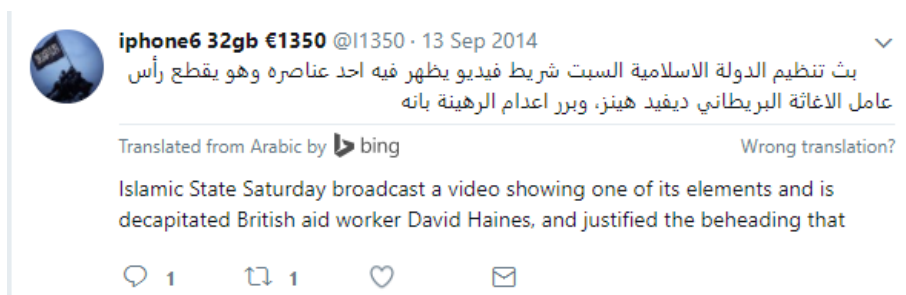 iphone6 32gb €1350 @I1350 · 13 Sep 2014
بث تنظيم الدولة الاسلامية السبت شريط فيديو يظهر فيه احد عناصره وهو يقطع رأس
عامل الاغاثة البريطاني ديفيد هينز، وبرر اعدام الرهينة بانه
Translated from Arabic by bing Wrong translation?
Islamic State Saturday broadcast a video showing one of its elements and is
decapitated British aid worker David Haines, and justified the beheading that
1 1